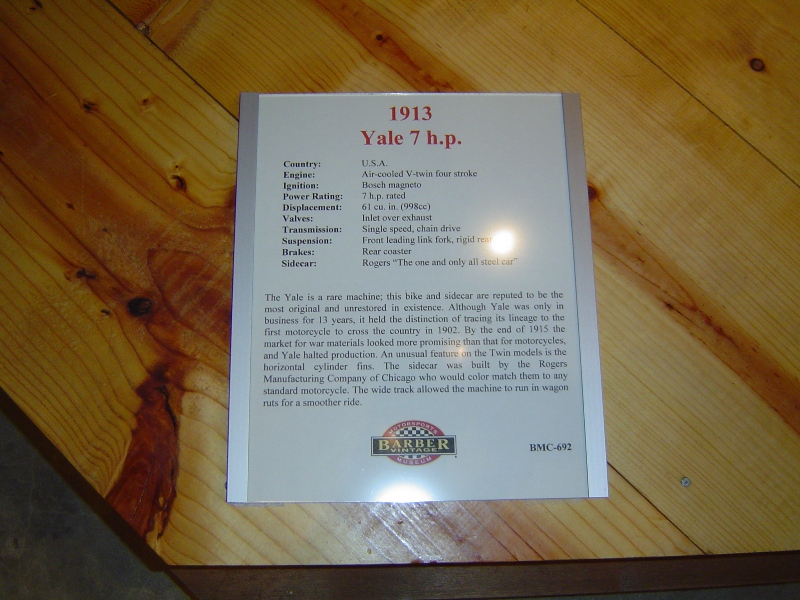 1913
Yale 7 h.p.
Country: U.S.A.
Engine: Air-cooled V-twin four stroke
Ignition: Bosch magneto
Power Rating: 7 h.p. rated
Displacement: 61 cu. in. (998cc)
Valves: Inlet over exhaust
Transmission: Single speed, chain drive
Suspension: Front leading link fork, rigid rear
Brakes: Rear coaster
Sidecar: Rogers “The one and only all steel car”
The Yale is a rare machine; this bike and sidecar are reputed to be the
most original and unrestored in existence. Although Yale was only in
business for 13 years, it held the distinction of tracing its lineage to the
first motorcycle to cross the country in 1902. By the end of 1915 the
market for war materials looked more promising than that for motorcycles,
and Yale halted production. An unusual feature on the Twin models is the
horizontal cylinder fins. The sidecar was built by the Rogers
Manufacturing Company of Chicago who would color match them to any
standard motorcycle. The wide track allowed the machine to run in wagon
ruts for a smoother ride.
MOTORSPORTS
BARBER
VINTAGE
MUSEUM
BMC-692